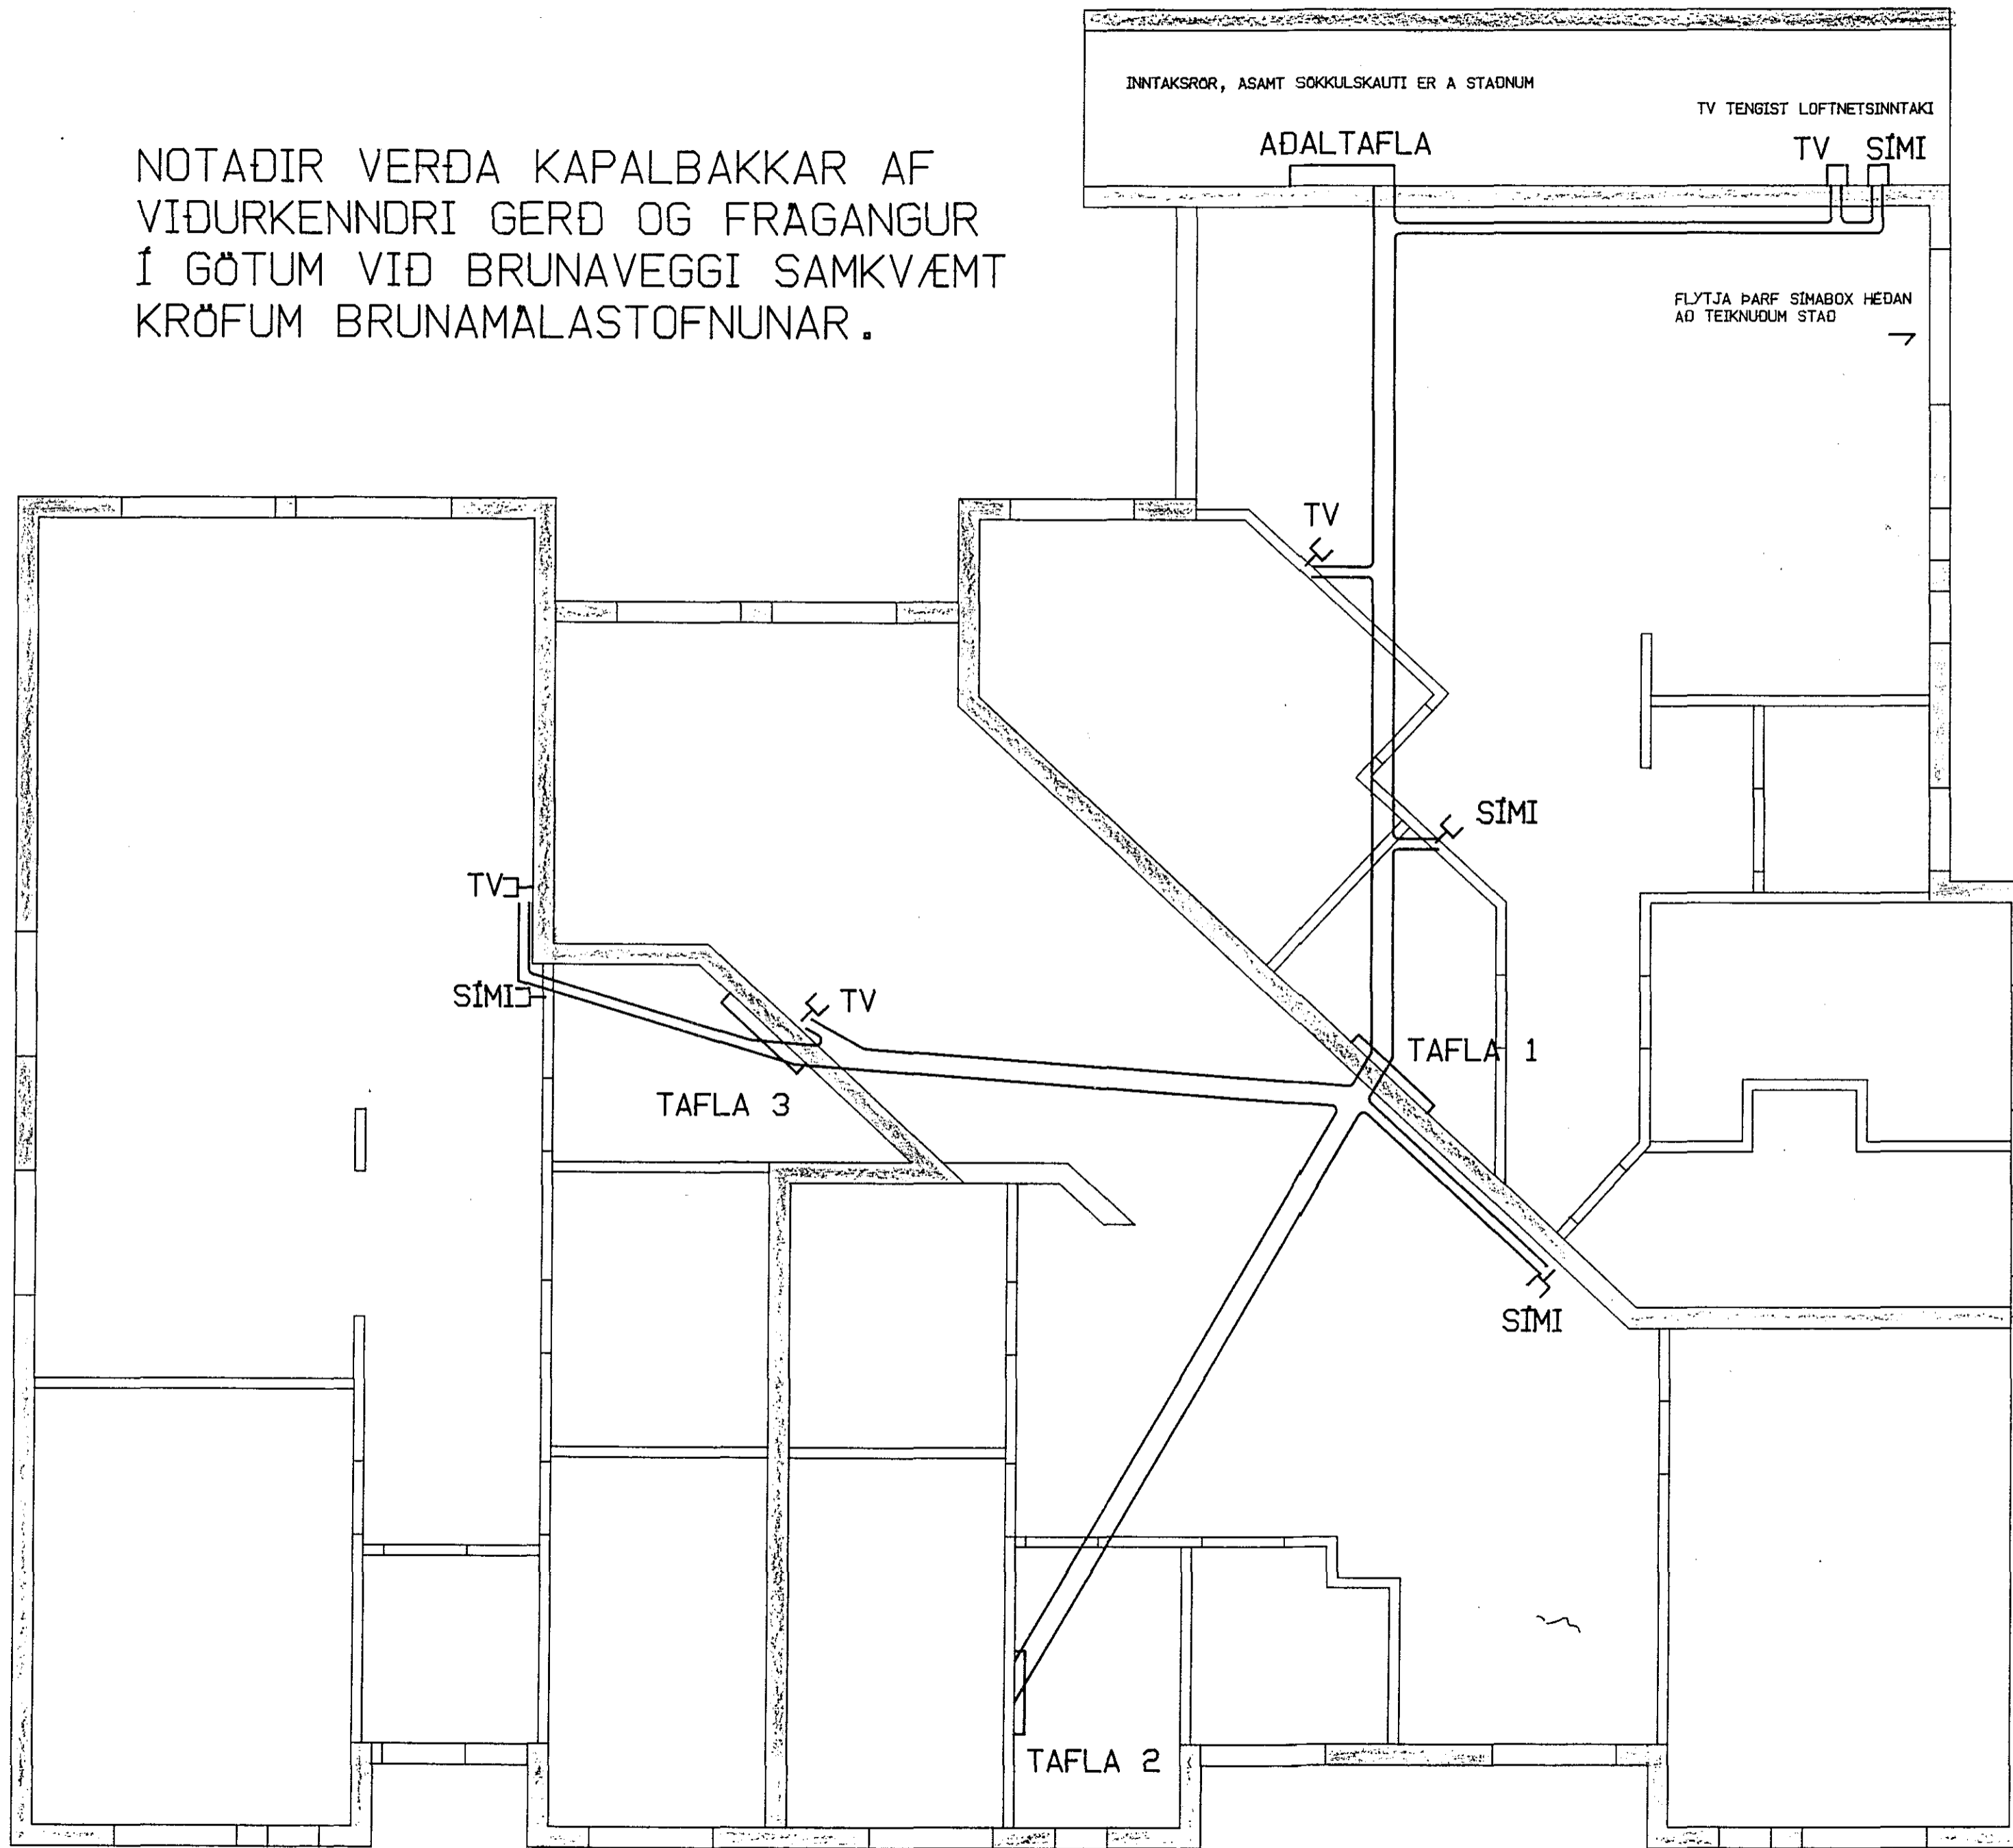 INNTAKSRÖR, ASAMT SÖKKULSKAUTI ER A STAÐNUM
TV TENGIST LOFTNETSINNTAKI
AÐALTAFLA
TV SÍMI
NOTAÐIR VERÐA KAPALBAKKAR AF
VIÐURKENNDRI GERÐ OG FRÁGANGUR
Í GÖTUM VIÐ BRUNAVEGGI SAMKVÆMT
KRÖFUM BRUNAMÁLASTOFNUNAR.
FLYTJA ÞARF SÍMABOX HÉÐAN
AÐ TEIKNUÐUM STAÐ
TV
SÍMI
TV
SÍMI
TV
TAFLA 1
TAFLA 3
SÍMI
TAFLA 2